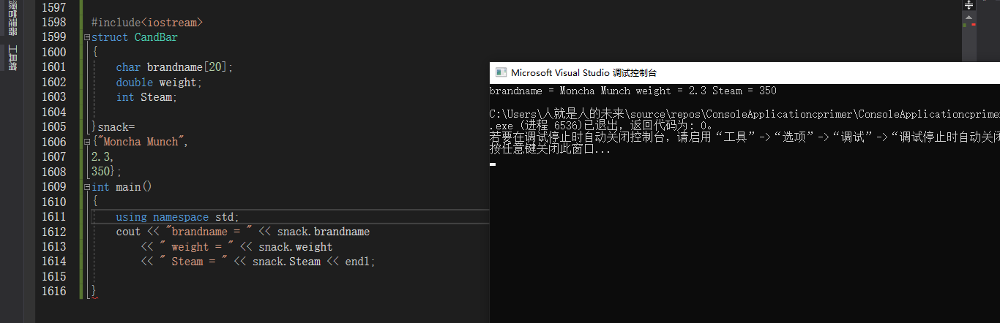 源管理器
工具箱
1597
1598 #include<iostream>
1599 struct CandBar
1600 {
1601 char brandname[20];
1602 double weight;
1603 int Steam;
1604
1605 }snack=
1606 {"Moncha Munch",
1607 2.3,
1608 350};
1609 int main()
1610 {
1611 using namespace std;
1612 cout << "brandname = " << snack.brandname
1613 << " weight = " << snack.weight
1614 << " Steam = " << snack.Steam << endl;
1615
1616 }
Microsoft Visual Studio 调试控制台
brandname = Moncha Munch weight = 2.3 Steam = 350
C:\Users\人就是人的未来\source\repos\ConsoleApplicationcprimer\ConsoleApplicationcprimer
.exe (进程 6536)已退出，返回代码为: 0。
若要在调试停止时自动关闭控制台，请启用“工具”->“选项”->“调试”->“调试停止时自动关闭
按任意键关闭此窗口...